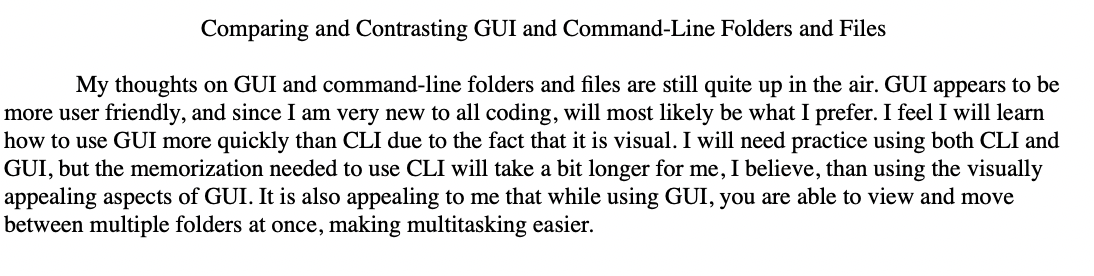 Comparing and Contrasting GUI and Command-Line Folders and Files
My thoughts on GUI and command-line folders and files are still quite up in the air. GUI appears to be
more user friendly, and since I am very new to all coding, will most likely be what I prefer. I feel I will learn
how to use GUI more quickly than CLI due to the fact that it is visual. I will need practice using both CLI and
GUI, but the memorization needed to use CLI will take a bit longer for me, I believe, than using the visually
appealing aspects of GUI. It is also appealing to me that while using GUI, you are able to view and move
between multiple folders at once, making multitasking easier.